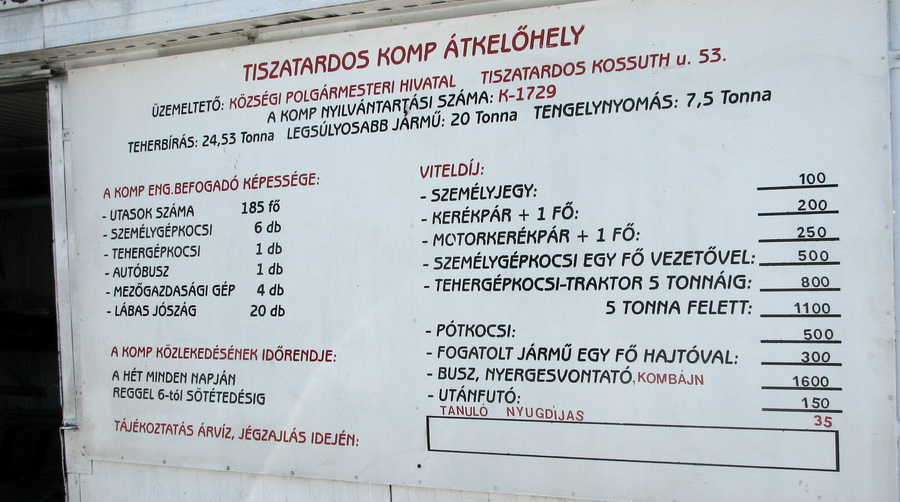 TISZATARDOS KOMP ÁTKELŐHELY
ÜZEMELTETŐ: KÖZSÉGI POLGÁRMESTERI HIVATAL TISZATARDOS KOSSUTH u. 53.
A KOMP NYILVÁNTARTÁSI SZÁMA: K-1729
TEHERBÍRÁS: 24,53 Tonna LEGSÚLYOSABB JÁRMŰ: 20 Tonna TENGELYNYOMÁS: 7,5 Tonna
A KOMP ENG.BEFOGADÓ KÉPESSÉGE:
- UTASOK SZÁMA 185 fő
- SZEMÉLYGÉPKOCSI 6 db
- TEHERGÉPKOCSI 1 db
- AUTÓBUSZ 1 db
- MEZŐGAZDASÁGI GÉP 4 db
- LÁBAS JÓSZÁG 20 db
A KOMP KÖZLEKEDÉSÉNEK IDŐRENDJE:
A HÉT MINDEN NAPJÁN
REGGEL 6-tól SÖTÉTEDÉSIG
TÁJÉKOZTATÁS ÁRVÍZ, JÉGZAJLÁS IDEJÉN:
VITELDÍJ:
- SZEMÉLYJEGY: 100
- KERÉKPÁR + 1 FŐ: 200
- MOTORKERÉKPÁR + 1 FŐ: 250
- SZEMÉLYGÉPKOCSI EGY FŐ VEZETŐVEL: 500
- TEHERGÉPKOCSI-TRAKTOR 5 TONNÁIG: 800
5 TONNA FELETT: 1100
- PÓTKOCSI: 500
- FOGATOLT JÁRMŰ EGY FŐ HAJTÓVAL: 300
- BUSZ, NYERGESVONTATÓ, KOMBÁJN 1600
- UTÁNFUTÓ: 150
TANULÓ NYUGDÍJAS 35